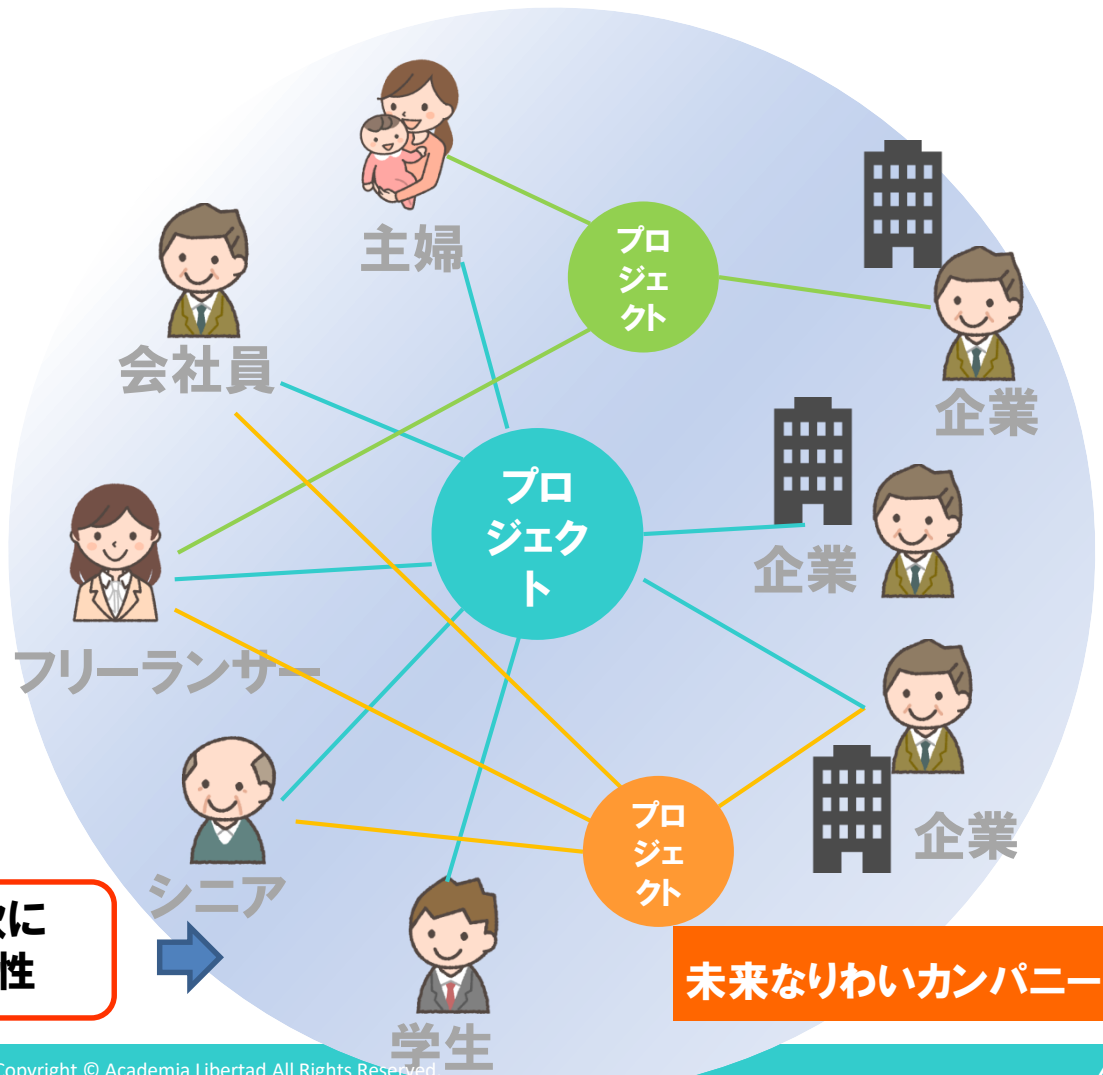 主婦
プロ
ジェ
クト
会社員
企業
プロ
ジェク
ト
企業
フリーランサー
プロ
ジェ
クト
企業
シニア
に
性
未来なりわいカンパニー
学生
Copyright © Academia Libertad All Rights Reserved